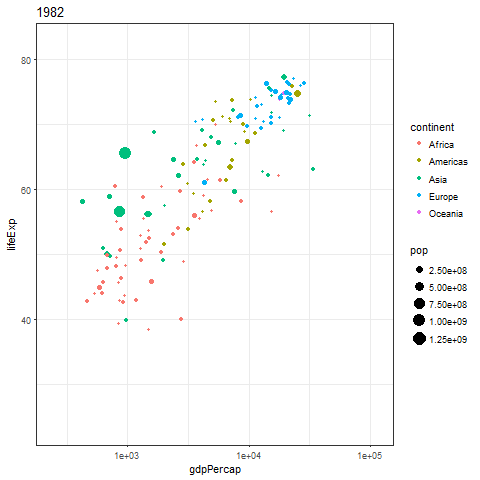 1982
lifeExp
80
60
40
1e+03
1e+04
1e+05
gdpPercap
continent
Africa
Americas
Asia
Europe
Oceania
pop
2.50e+08
5.00e+08
7.50e+08
1.00e+09
1.25e+09